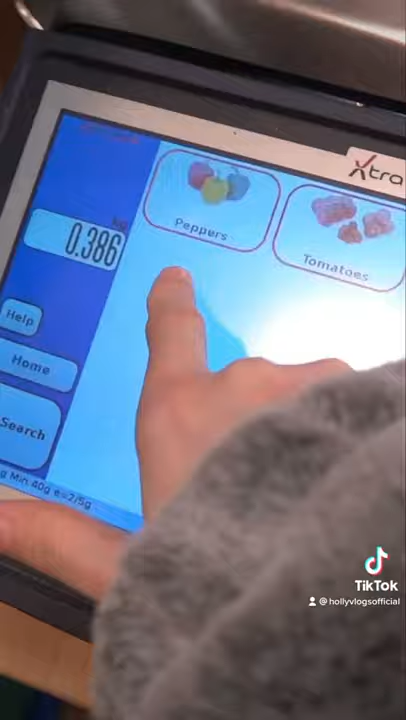 Xtra
Peppers
Tomatoes
kg
0.386
Help
Home
Search
g Min 40g e=2/5g
TikTok
@hollyvlogsofficial